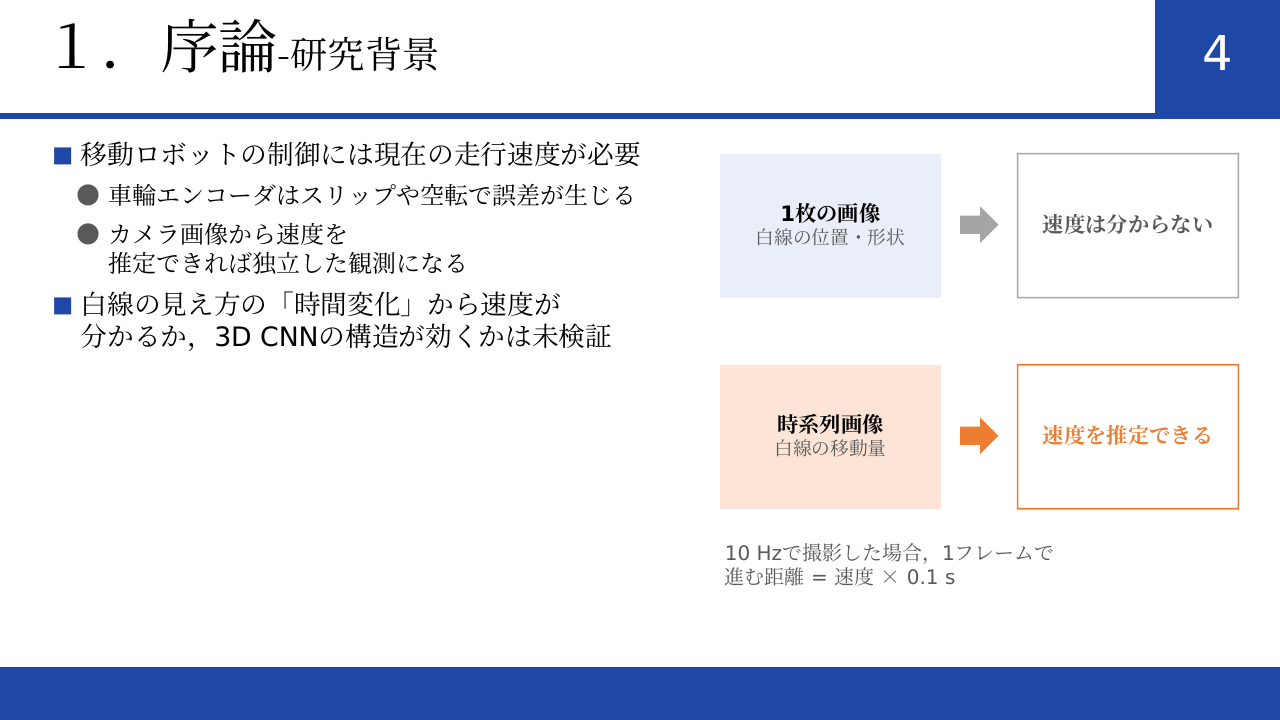 1．序論-研究背景
4
■移動ロボットの制御には現在の走行速度が必要
●車輪エンコーダはスリップや空転で誤差が生じる
●カメラ画像から速度を
推定できれば独立した観測になる
■白線の見え方の「時間変化」から速度が
分かるか，3D CNNの構造が効くかは未検証
1枚の画像
白線の位置・形状
速度は分からない
時系列画像
白線の移動量
速度を推定できる
10 Hzで撮影した場合，1フレームで
進む距離 = 速度 × 0.1 s